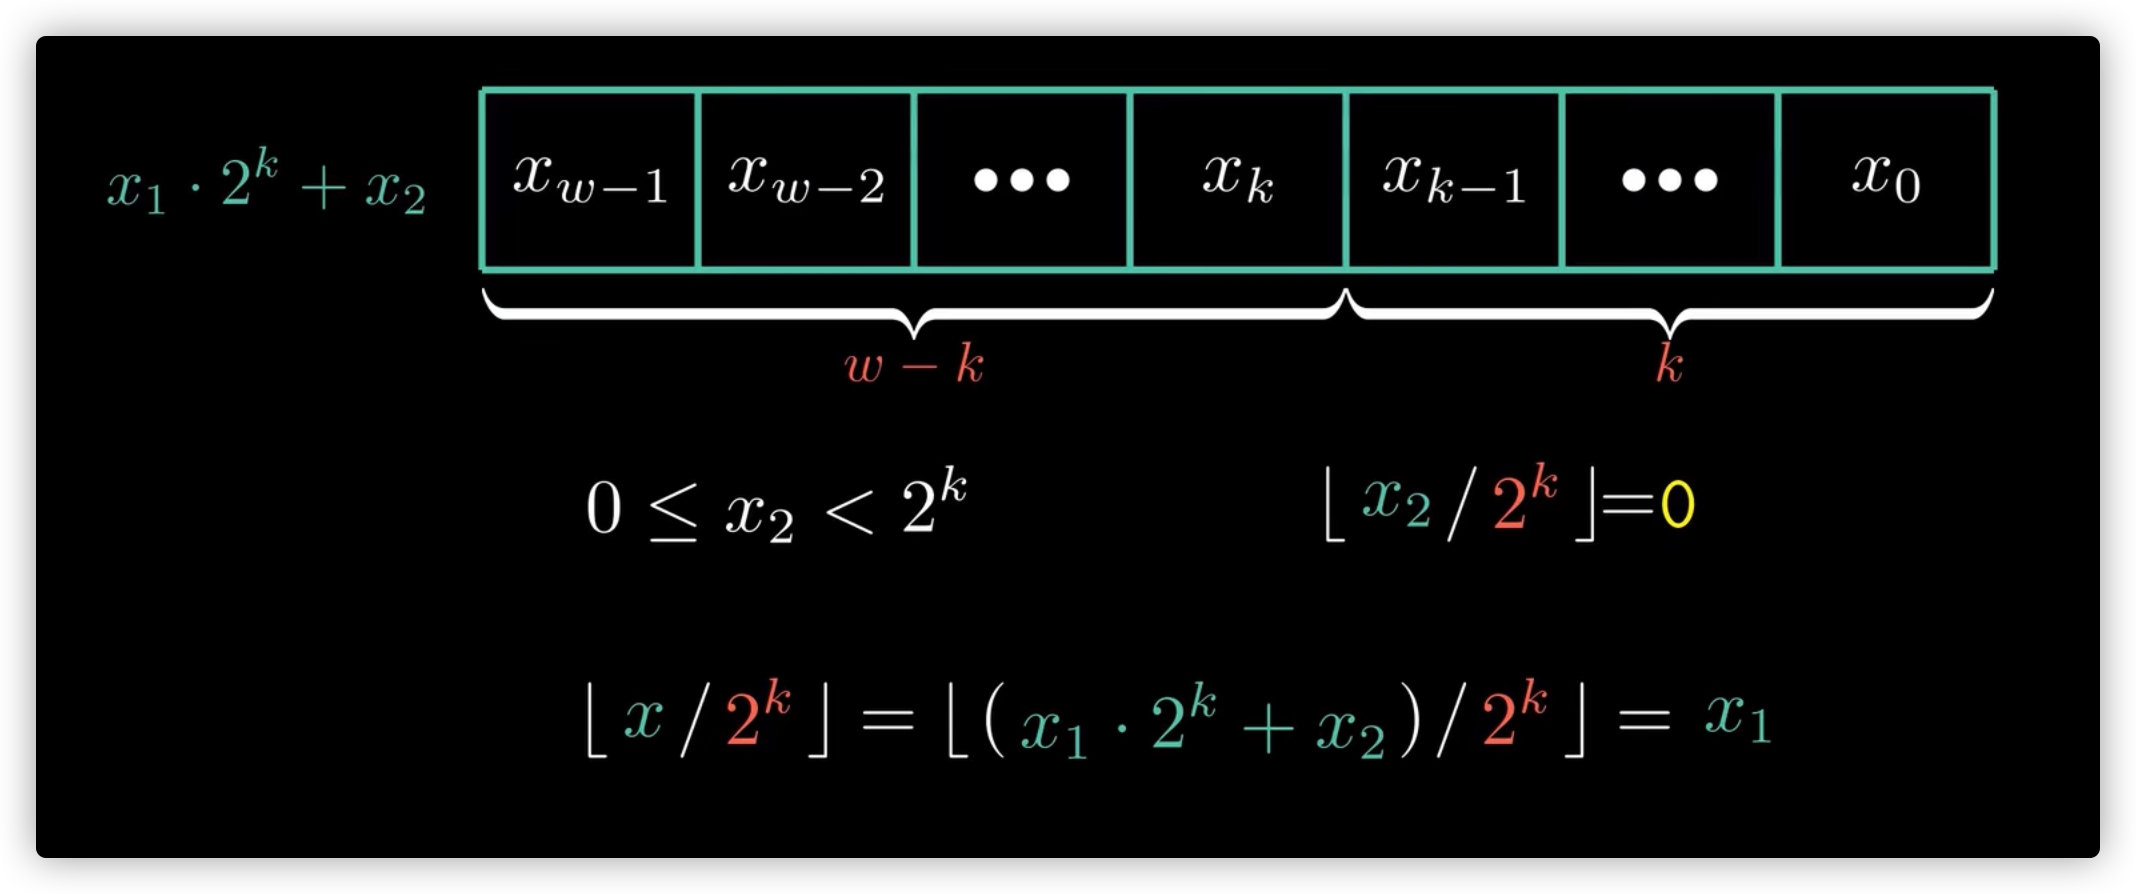 x₁ · 2ᵏ + x₂ x_{w−1} x_{w−2} ••• x_k x_{k−1} ••• x₀
w − k k
0 ≤ x₂ < 2ᵏ ⌊x₂/2ᵏ⌋=0
⌊x/2ᵏ⌋ = ⌊(x₁ · 2ᵏ + x₂)/2ᵏ⌋ = x₁